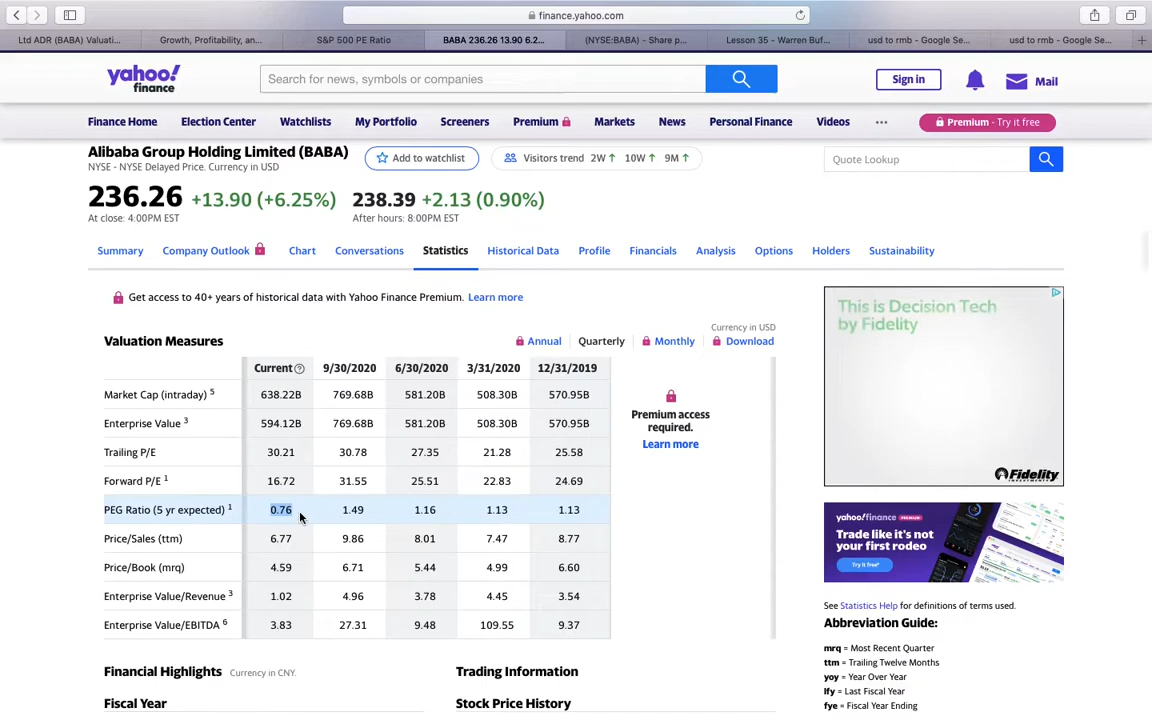 finance.yahoo.com
Ltd ADR (BABA) Valuati...
Growth, Profitability, an...
S&P 500 PE Ratio
BABA 236.26 13.90 6.2...
(NYSE:BABA) - Share p...
Lesson 35 - Warren Buf...
usd to rmb - Google Se...
usd to rmb - Google Se...
yahoo!
finance
Search for news, symbols or companies
Sign in
Mail
Finance Home
Election Center
Watchlists
My Portfolio
Screeners
Premium
Markets
News
Personal Finance
Videos
Premium - Try it free
Alibaba Group Holding Limited (BABA)
NYSE - NYSE Delayed Price. Currency in USD
Add to watchlist
Visitors trend 2W↑ 10W↑ 9M↑
Quote Lookup
236.26 +13.90 (+6.25%)
At close: 4:00PM EST
238.39 +2.13 (0.90%)
After hours: 8:00PM EST
Summary
Company Outlook
Chart
Conversations
Statistics
Historical Data
Profile
Financials
Analysis
Options
Holders
Sustainability
Get access to 40+ years of historical data with Yahoo Finance Premium. Learn more
Currency in USD
Valuation Measures
Annual
Quarterly
Monthly
Download
Current 9/30/2020 6/30/2020 3/31/2020 12/31/2019
Market Cap (intraday) 5 638.22B 769.68B 581.20B 508.30B 570.95B
Enterprise Value 3 594.12B 769.68B 581.20B 508.30B 570.95B
Trailing P/E 30.21 30.78 27.35 21.28 25.58
Forward P/E 1 16.72 31.55 25.51 22.83 24.69
PEG Ratio (5 yr expected) 1 0.76 1.49 1.16 1.13 1.13
Price/Sales (ttm) 6.77 9.86 8.01 7.47 8.77
Price/Book (mrq) 4.59 6.71 5.44 4.99 6.60
Enterprise Value/Revenue 3 1.02 4.96 3.78 4.45 3.54
Enterprise Value/EBITDA 6 3.83 27.31 9.48 109.55 9.37
Premium access
required.
Learn more
This is Decision Tech
by Fidelity
Fidelity
INVESTMENTS
yahoo!finance PREMIUM
Trade like it's not
your first rodeo
Try it free*
See Statistics Help for definitions of terms used.
Abbreviation Guide:
mrq = Most Recent Quarter
ttm = Trailing Twelve Months
yoy = Year Over Year
lfy = Last Fiscal Year
fye = Fiscal Year Ending
Financial Highlights Currency in CNY.
Fiscal Year
Trading Information
Stock Price History